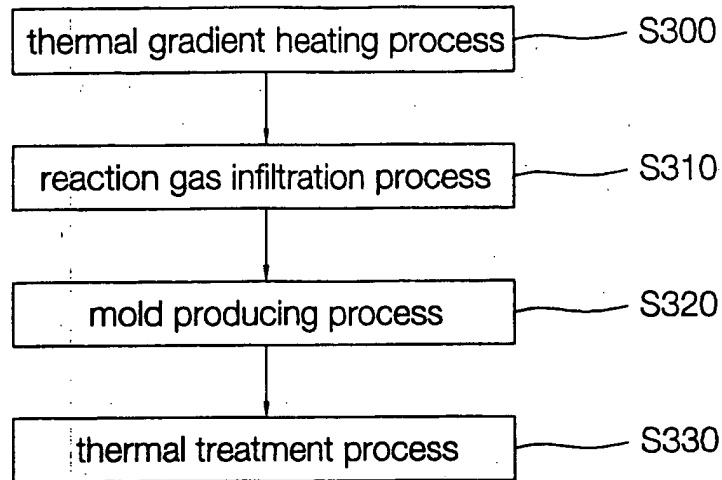 thermal gradient heating process S300
reaction gas infiltration process S310
mold producing process S320
thermal treatment process S330